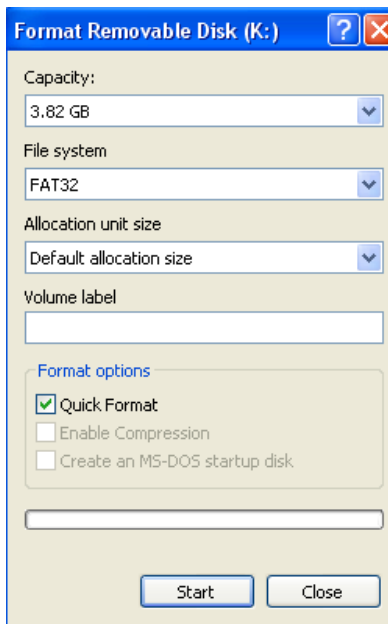 Format Removable Disk (K:)
Capacity:
3.82 GB
File system
FAT32
Allocation unit size
Default allocation size
Volume label
Format options
Quick Format
Enable Compression
Create an MS-DOS startup disk
Start Close